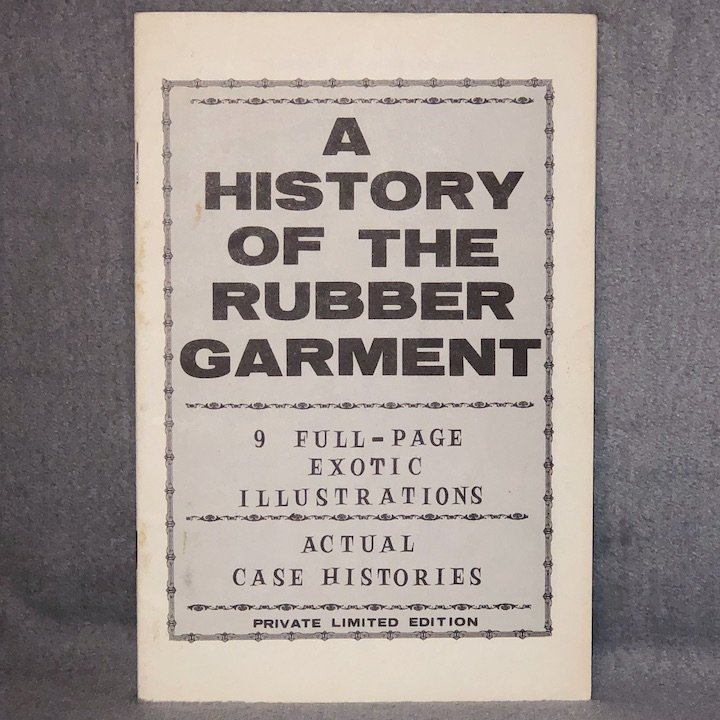 A
HISTORY
OF THE
RUBBER
GARMENT
9 FULL-PAGE
EXOTIC
ILLUSTRATIONS
ACTUAL
CASE HISTORIES
PRIVATE LIMITED EDITION